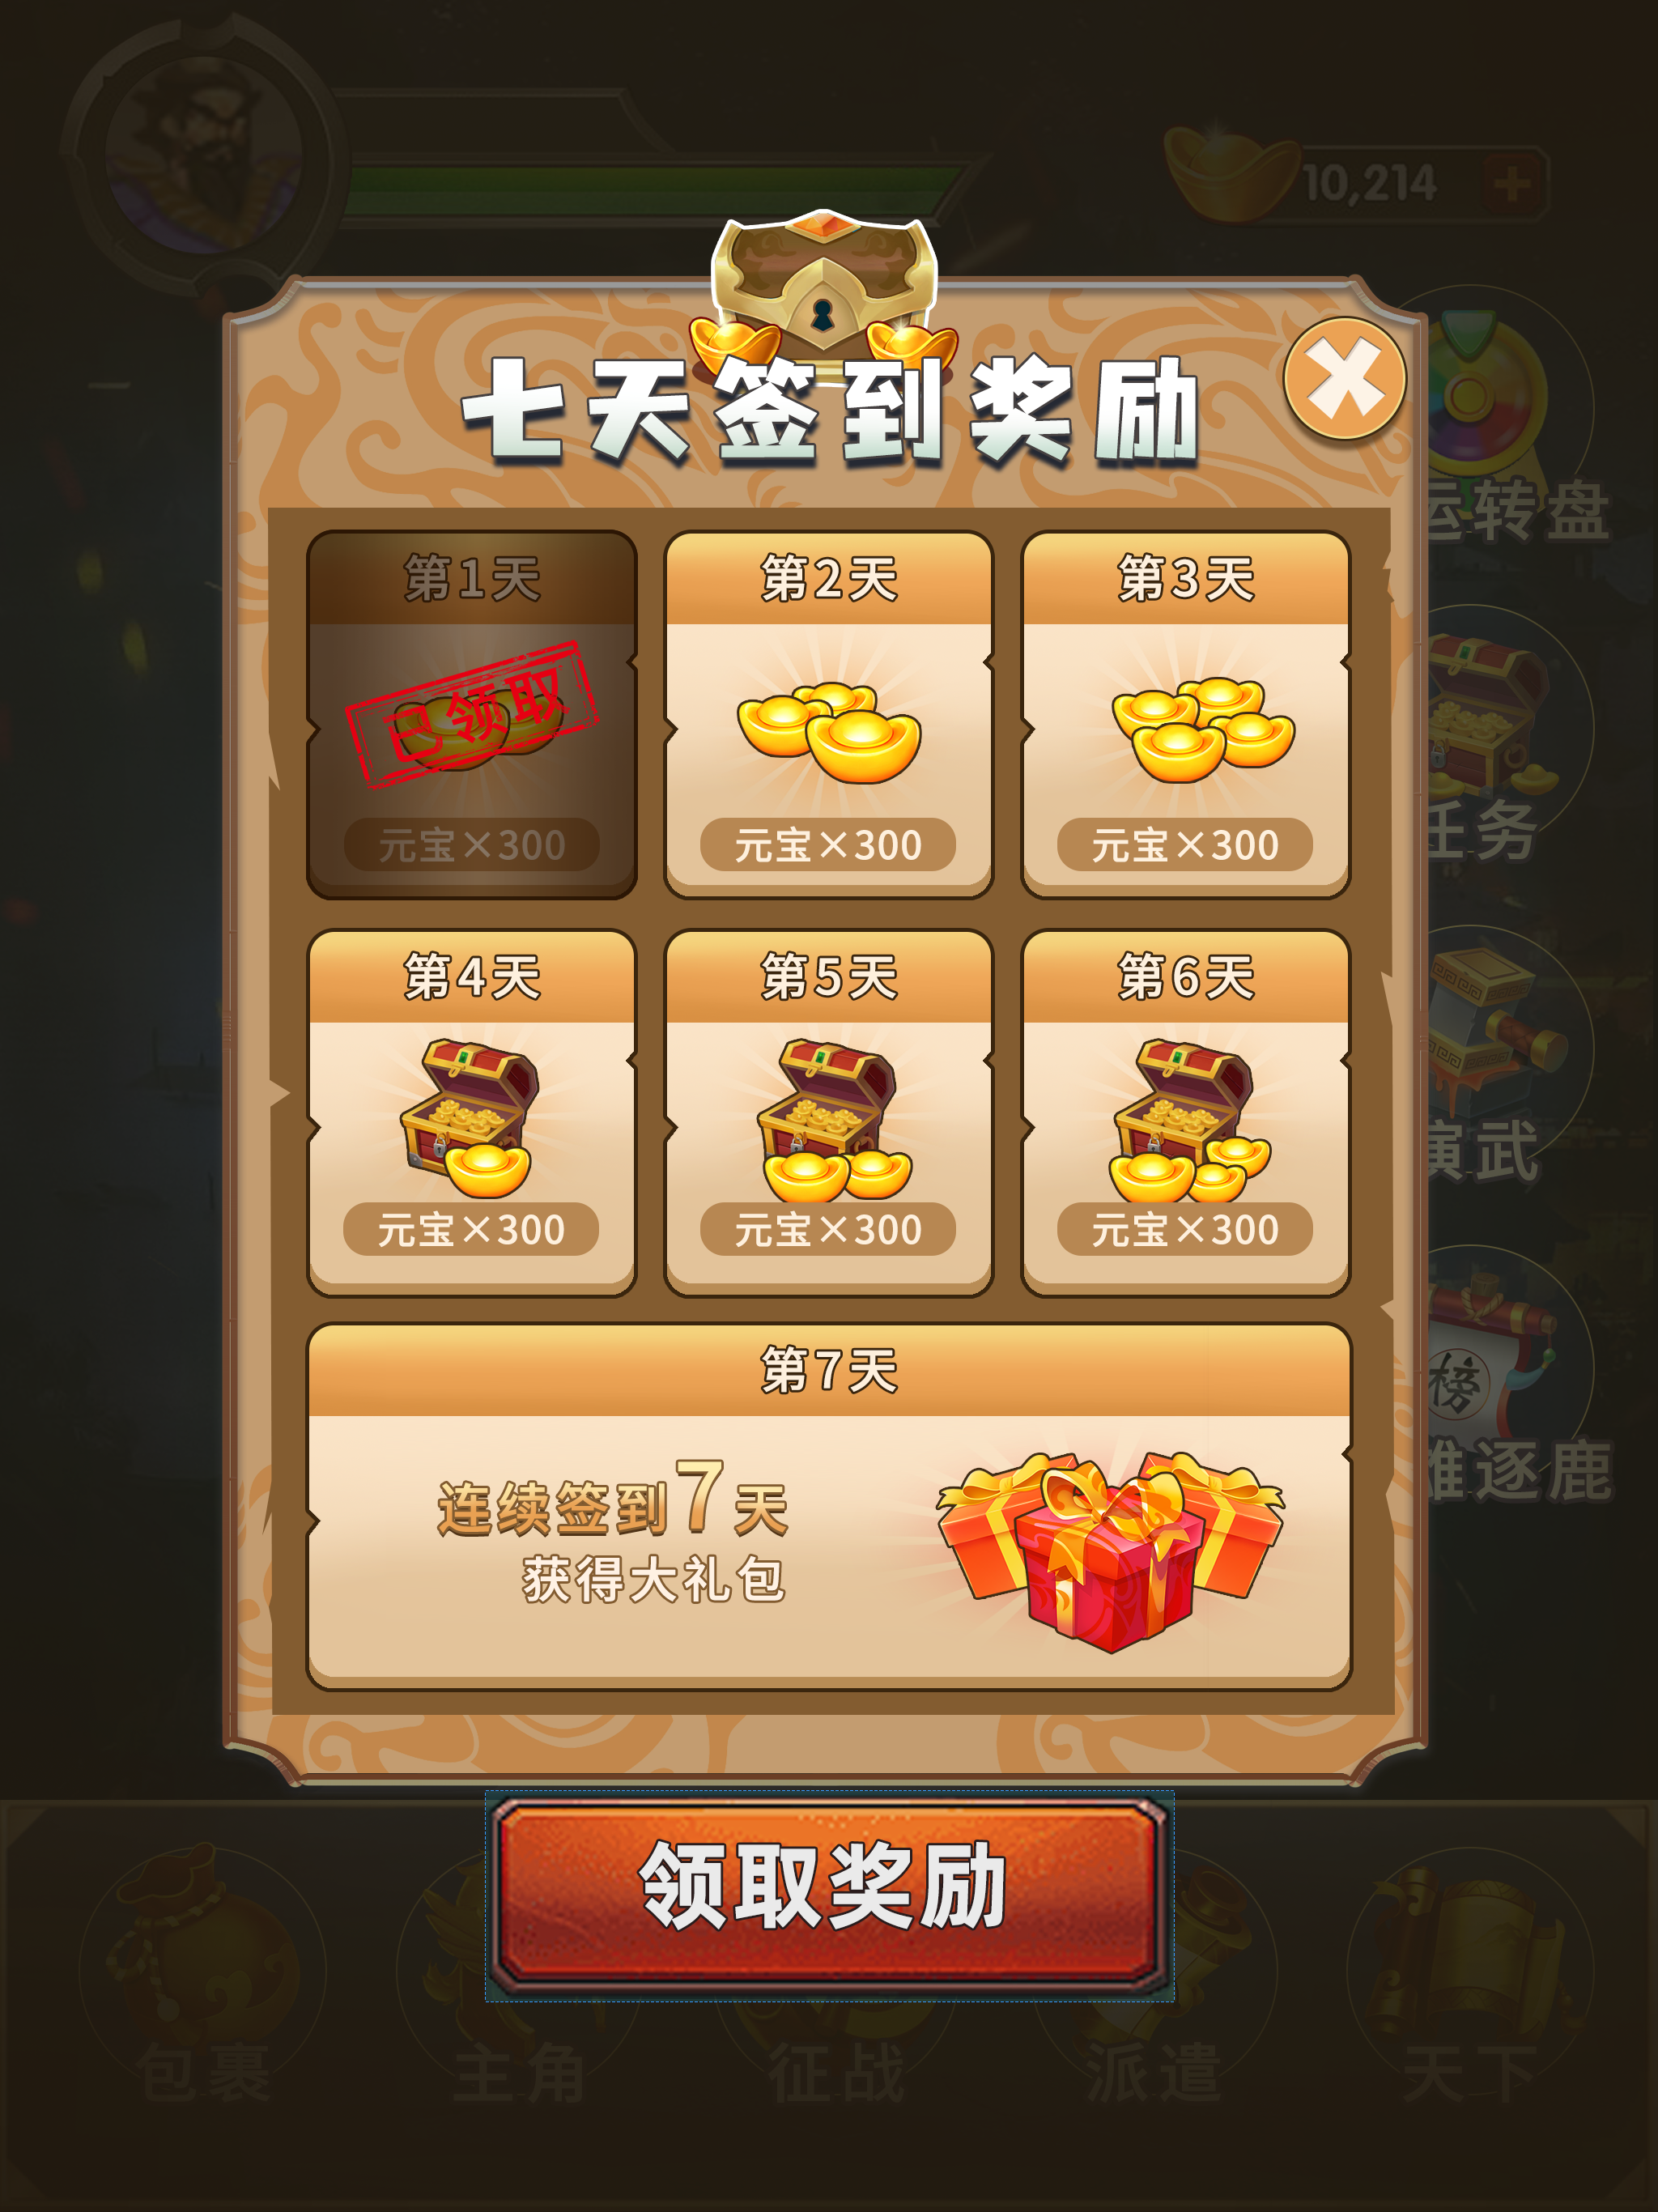 10,214
七天签到奖励
运转盘
第1天
第2天
第3天
已领取
元宝×300
元宝×300
元宝×300
任务
第4天
第5天
第6天
元宝×300
元宝×300
元宝×300
演武
第7天
榜
连续签到7天
获得大礼包
雄逐鹿
领取奖励
包裹
主角
征战
派遣
天下